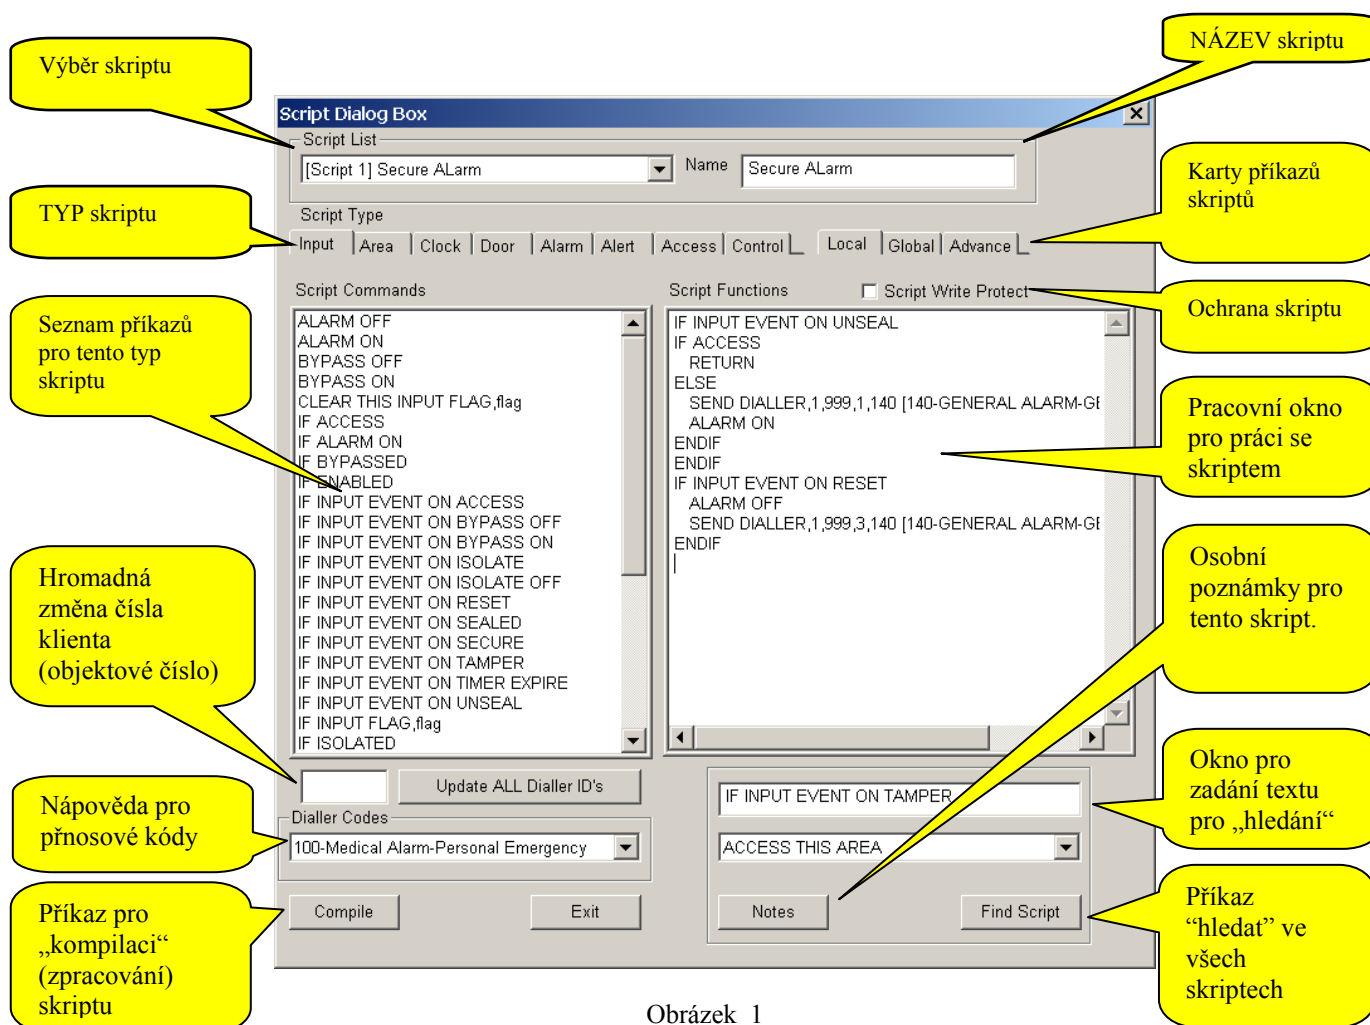 Výběr skriptu
NÁZEV skriptu
Script Dialog Box
Script List
[Script 1] Secure ALarm
Name
Secure ALarm
Karty příkazů
skriptů
TYP skriptu
Script Type
Input
Area
Clock
Door
Alarm
Alert
Access
Control
Local
Global
Advance
Script Commands
Script Functions
Script Write Protect
Ochrana skriptu
Seznam příkazů
pro tento typ
skriptu
ALARM OFF
ALARM ON
BYPASS OFF
BYPASS ON
CLEAR THIS INPUT FLAG,flag
IF ACCESS
IF ALARM ON
IF BYPASSED
IF ENABLED
IF INPUT EVENT ON ACCESS
IF INPUT EVENT ON BYPASS OFF
IF INPUT EVENT ON BYPASS ON
IF INPUT EVENT ON ISOLATE
IF INPUT EVENT ON ISOLATE OFF
IF INPUT EVENT ON RESET
IF INPUT EVENT ON SEALED
IF INPUT EVENT ON SECURE
IF INPUT EVENT ON TAMPER
IF INPUT EVENT ON TIMER EXPIRE
IF INPUT EVENT ON UNSEAL
IF INPUT FLAG,flag
IF ISOLATED
IF INPUT EVENT ON UNSEAL
IF ACCESS
RETURN
ELSE
SEND DIALLER,1,999,1,140 [140-GENERAL ALARM-GE
ALARM ON
ENDIF
ENDIF
IF INPUT EVENT ON RESET
ALARM OFF
SEND DIALLER,1,999,3,140 [140-GENERAL ALARM-GE
ENDIF
Pracovní okno
pro práci se
skriptem
Osobní
poznámky pro
tento skript.
Hromadná
změna čísla
klienta
(objektové číslo)
Update ALL Dialler ID's
IF INPUT EVENT ON TAMPER
Okno pro
zadání textu
pro „hledání“
Nápověda pro
přnosové kódy
Dialler Codes
100-Medical Alarm-Personal Emergency
ACCESS THIS AREA
Příkaz pro
„kompilaci“
(zpracování)
skriptu
Compile
Exit
Notes
Find Script
Příkaz
“hledat” ve
všech
skriptech
Obrázek 1